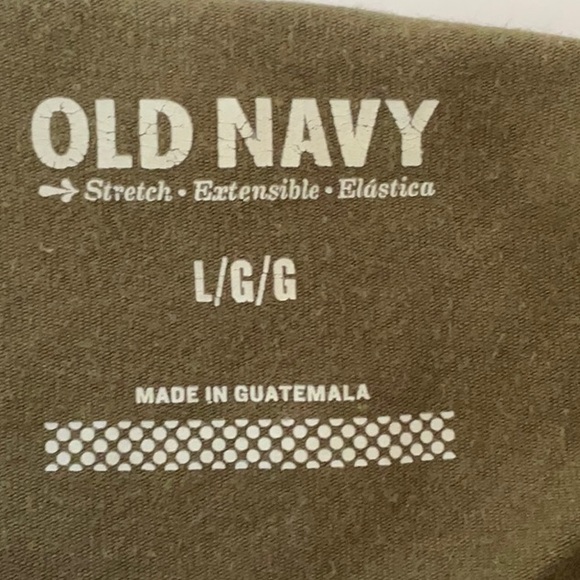 OLD NAVY
Stretch • Extensible • Elástica
L/G/G
MADE IN GUATEMALA